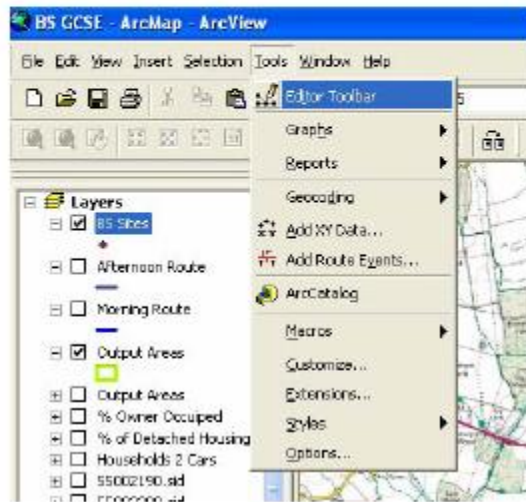 BS GCSE - ArcMap - ArcView
File Edit View Insert Selection Tools Window Help
Editor Toolbar
Graphs
Reports
Geocoding
Add XY Data...
Add Route Events...
ArcCatalog
Macros
Customize...
Extensions...
Styles
Options...
Layers
BS Sites
Afternoon Route
Morning Route
Output Areas
Output Areas
% Owner Occuiped
% of Detached Housing
Households 2 Cars
55002190.sid